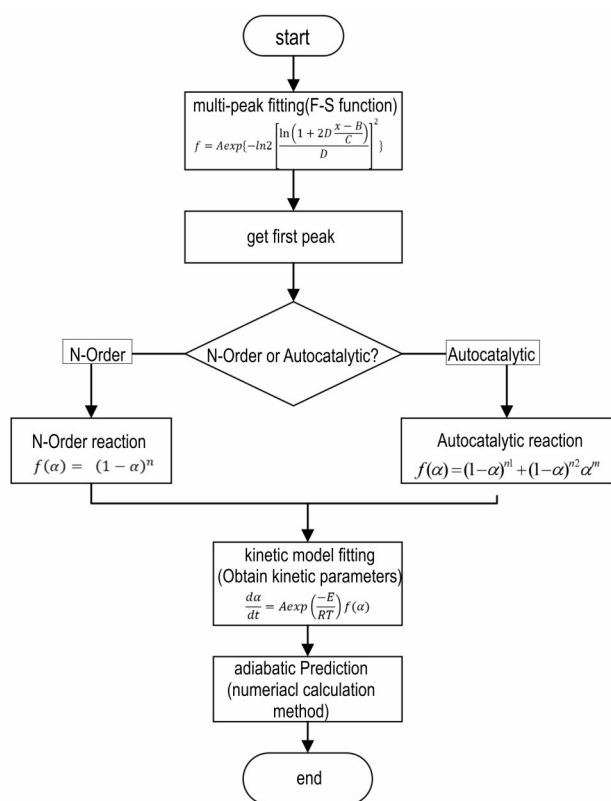 start
multi-peak fitting(F-S function)
f = Aexp{−ln2 [ln(1 + 2D (x − B)/C)/D]² }
get first peak
N-Order or Autocatalytic?
N-Order
Autocatalytic
N-Order reaction
f(α) = (1 − α)ⁿ
Autocatalytic reaction
f(α) = (1−α)ⁿ¹ + (1−α)ⁿ² αᵐ
kinetic model fitting
(Obtain kinetic parameters)
dα/dt = Aexp (−E/RT) f(α)
adiabatic Prediction
(numeriacl calculation
method)
end